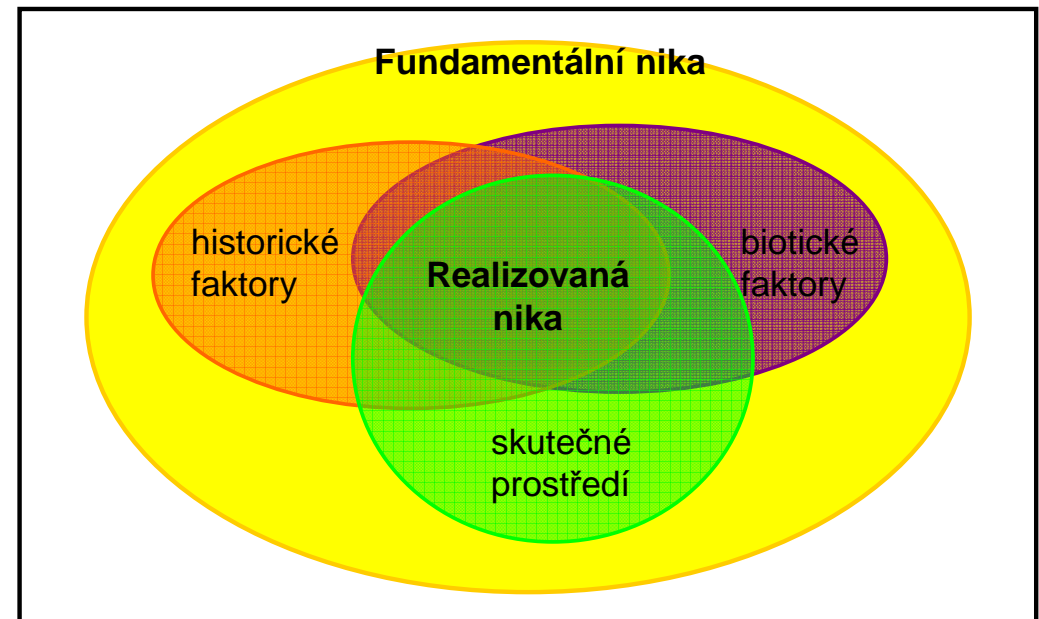 Fundamentální nika
historické
faktory
biotické
faktory
Realizovaná
nika
skutečné
prostředí